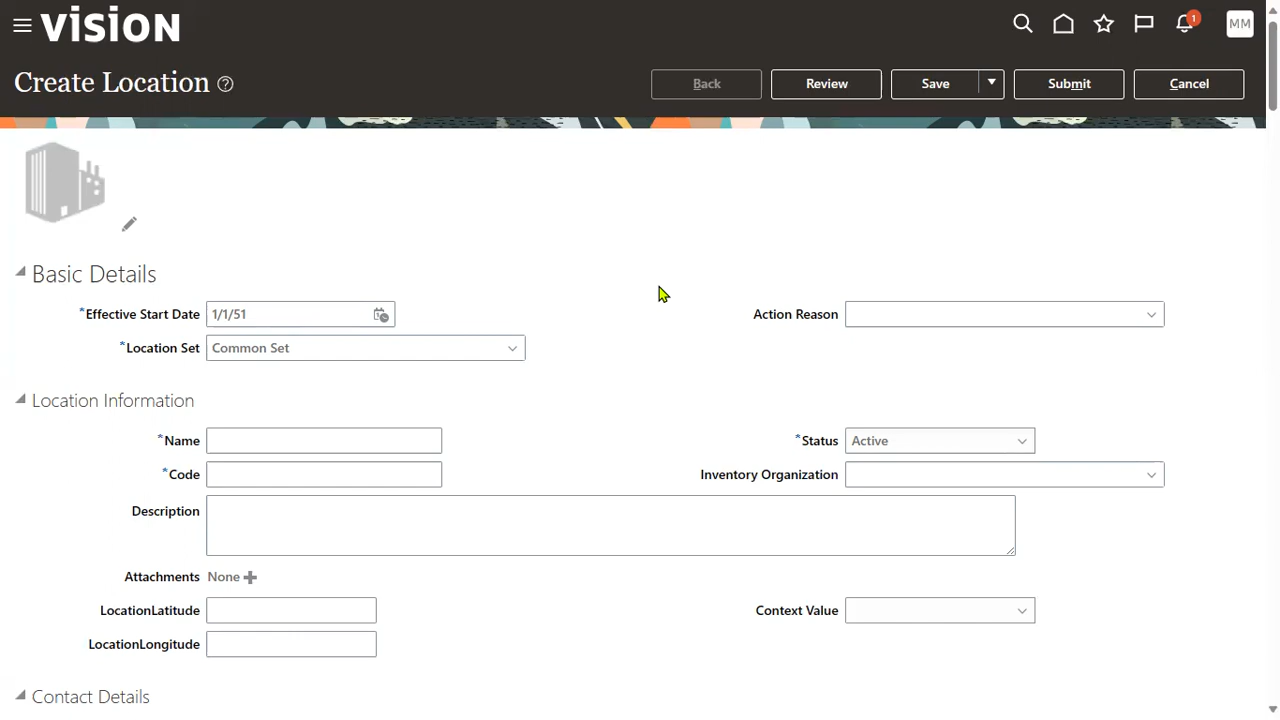 VISION
1
MM
Create Location ?
Back
Review
Save
Submit
Cancel
Basic Details
*Effective Start Date 1/1/51
Action Reason
*Location Set Common Set
Location Information
*Name
*Status Active
*Code
Inventory Organization
Description
Attachments None
LocationLatitude
Context Value
LocationLongitude
Contact Details